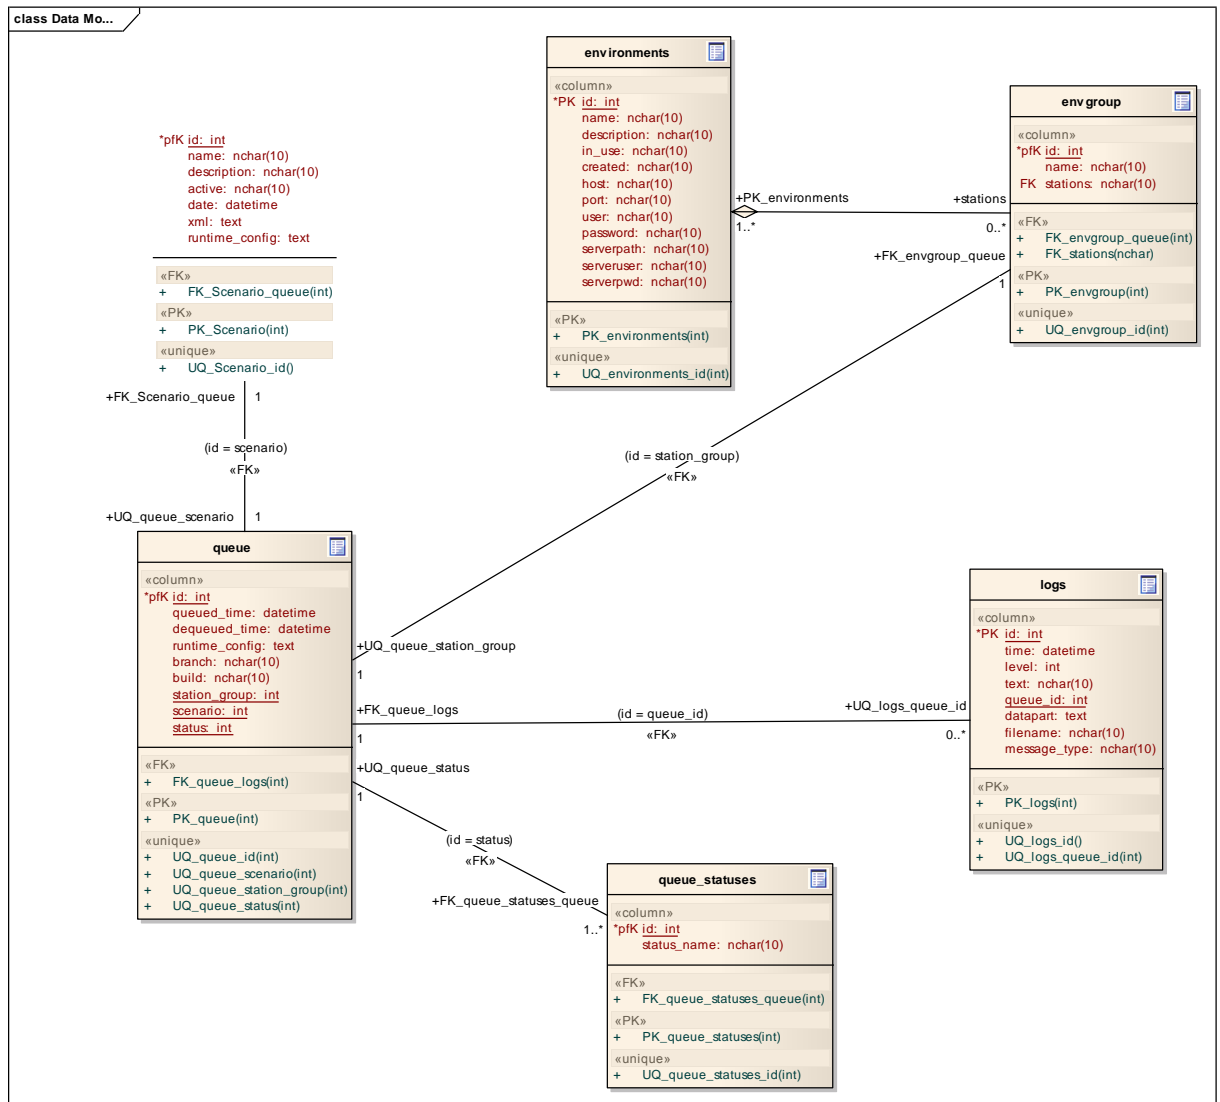 class Data Mo...
environments
«column»
*PK id: int
name: nchar(10)
description: nchar(10)
in_use: nchar(10)
created: nchar(10)
host: nchar(10)
port: nchar(10)
user: nchar(10)
password: nchar(10)
serverpath: nchar(10)
serveruser: nchar(10)
serverpwd: nchar(10)
«PK»
+ PK_environments(int)
«unique»
+ UQ_environments_id(int)
envgroup
«column»
*pfK id: int
name: nchar(10)
FK stations: nchar(10)
«FK»
+ FK_envgroup_queue(int)
+ FK_stations(nchar)
«PK»
+ PK_envgroup(int)
«unique»
+ UQ_envgroup_id(int)
+PK_environments
1..*
+stations
0..*
+FK_envgroup_queue
1
*pfK id: int
name: nchar(10)
description: nchar(10)
active: nchar(10)
date: datetime
xml: text
runtime_config: text
«FK»
+ FK_Scenario_queue(int)
«PK»
+ PK_Scenario(int)
«unique»
+ UQ_Scenario_id()
+FK_Scenario_queue
1
(id = scenario)
«FK»
+UQ_queue_scenario
1
(id = station_group)
«FK»
queue
«column»
*pfK id: int
queued_time: datetime
dequeued_time: datetime
runtime_config: text
branch: nchar(10)
build: nchar(10)
station_group: int
scenario: int
status: int
«FK»
+ FK_queue_logs(int)
«PK»
+ PK_queue(int)
«unique»
+ UQ_queue_id(int)
+ UQ_queue_scenario(int)
+ UQ_queue_station_group(int)
+ UQ_queue_status(int)
+UQ_queue_station_group
1
+FK_queue_logs
1
(id = queue_id)
«FK»
+UQ_logs_queue_id
0..*
+UQ_queue_status
1
(id = status)
«FK»
+FK_queue_statuses_queue
1..*
logs
«column»
*PK id: int
time: datetime
level: int
text: nchar(10)
queue_id: int
datapart: text
filename: nchar(10)
message_type: nchar(10)
«PK»
+ PK_logs(int)
«unique»
+ UQ_logs_id()
+ UQ_logs_queue_id(int)
queue_statuses
«column»
*pfK id: int
status_name: nchar(10)
«FK»
+ FK_queue_statuses_queue(int)
«PK»
+ PK_queue_statuses(int)
«unique»
+ UQ_queue_statuses_id(int)